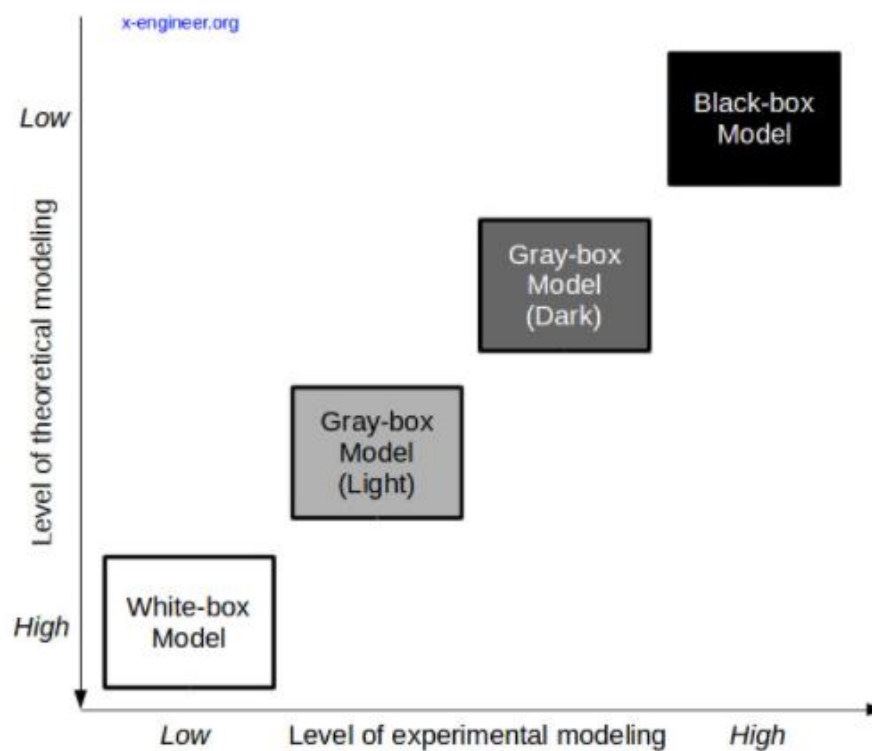 x-engineer.org
Low
Black-box
Model
Level of theoretical modeling
Gray-box
Model
(Dark)
Gray-box
Model
(Light)
White-box
Model
High
Low
Level of experimental modeling
High